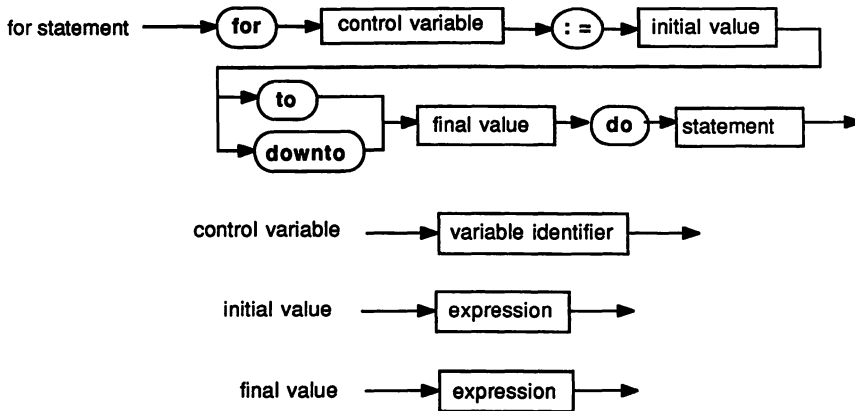 for statement for control variable := initial value
to
final value do statement
downto
control variable variable identifier
initial value expression
final value expression